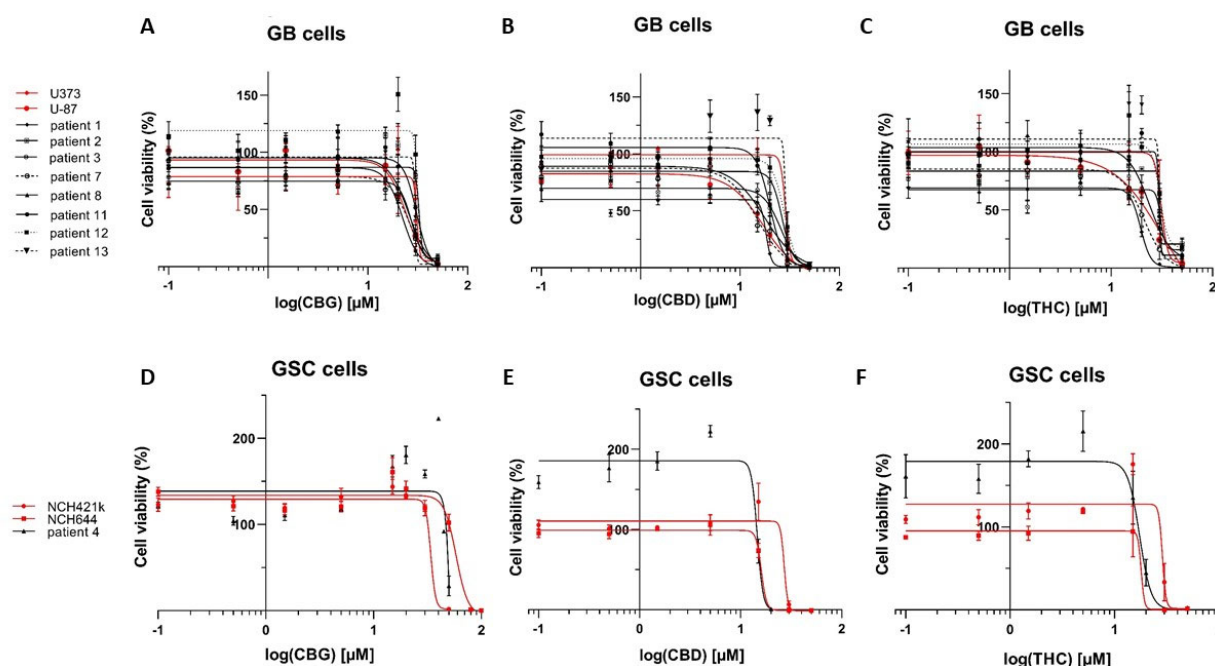 A
GB cells
B
GB cells
C
GB cells
U373
U-87
patient 1
patient 2
patient 3
patient 7
patient 8
patient 11
patient 12
patient 13
Cell viability (%)
150
100
50
-1
0
1
2
log(CBG) [µM]
Cell viability (%)
150
100
50
-1
0
1
2
log(CBD) [µM]
Cell viability (%)
150
100
50
-1
0
1
2
log(THC) [µM]
D
GSC cells
E
GSC cells
F
GSC cells
NCH421k
NCH644
patient 4
Cell viability (%)
200
100
-1
0
1
2
log(CBG) [µM]
Cell viability (%)
200
100
-1
0
1
2
log(CBD) [µM]
Cell viability (%)
200
100
-1
0
1
2
log(THC) [µM]